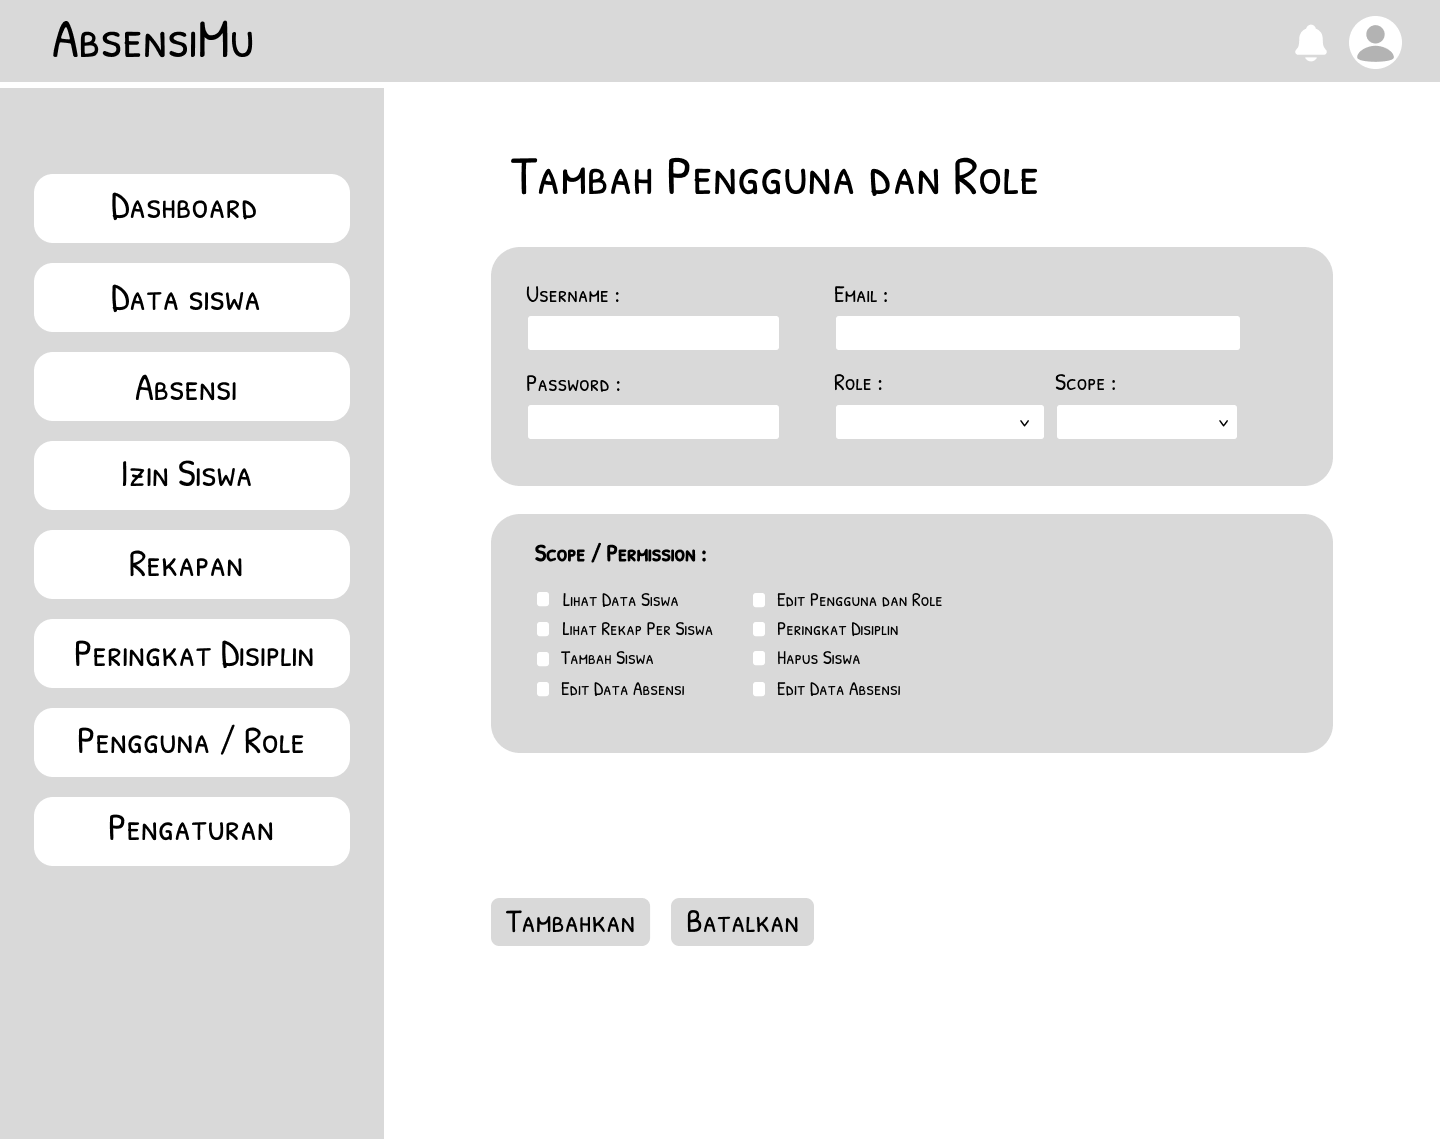 AbsensiMu
Dashboard
Data siswa
Absensi
Izin Siswa
Rekapan
Peringkat Disiplin
Pengguna / Role
Pengaturan
Tambah Pengguna dan Role
Username :
Email :
Password :
Role :
Scope :
Scope / Permission :
Lihat Data Siswa
Lihat Rekap Per Siswa
Tambah Siswa
Edit Data Absensi
Edit Pengguna dan Role
Peringkat Disiplin
Hapus Siswa
Edit Data Absensi
Tambahkan
Batalkan